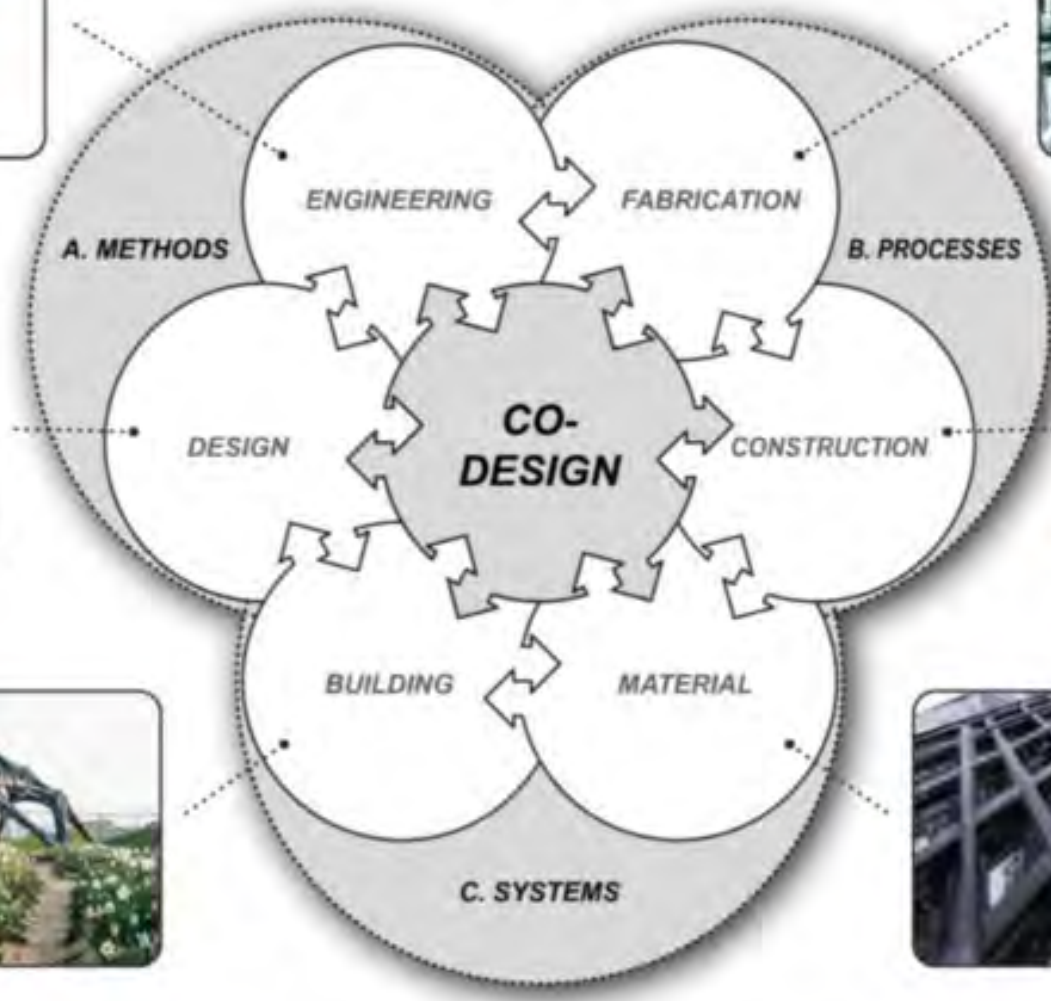 ENGINEERING
FABRICATION
A. METHODS
B. PROCESSES
CO-
DESIGN
DESIGN
CONSTRUCTION
BUILDING
MATERIAL
C. SYSTEMS